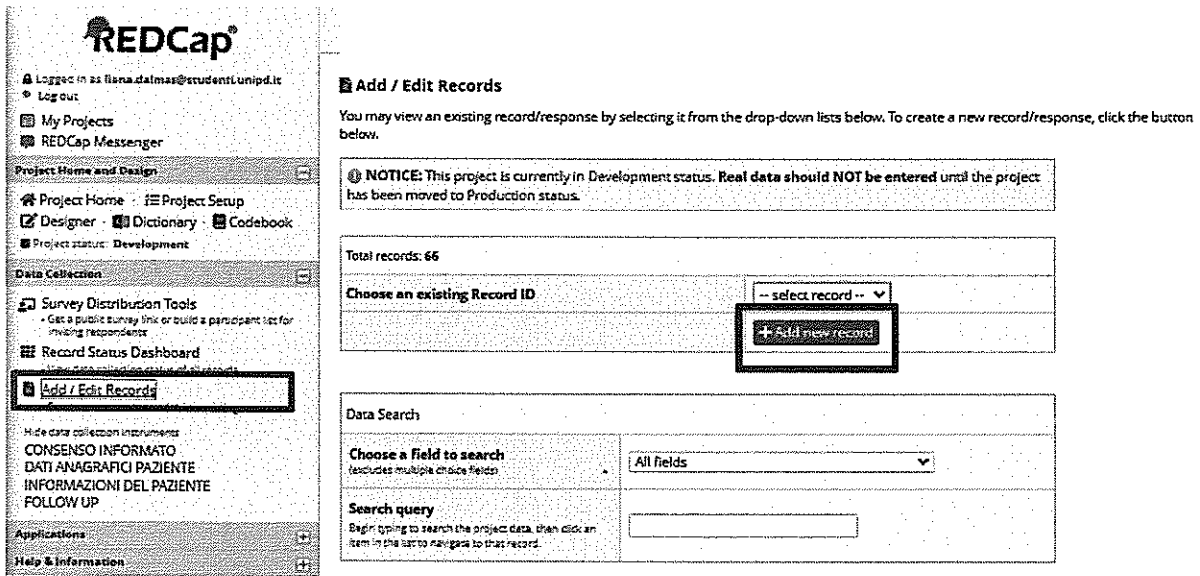 REDCap®
Logged in as liana.dalmas@studenti.unipd.it
Log out
My Projects
REDCap Messenger
Project Home and Design
Project Home · Project Setup
Designer · Dictionary · Codebook
Project status: Development
Data Collection
Survey Distribution Tools
- Get a public survey link or build a participant list for
inviting respondents
Record Status Dashboard
- View data collection status of all records
Add / Edit Records
Hide data collection instruments
CONSENSO INFORMATO
DATI ANAGRAFICI PAZIENTE
INFORMAZIONI DEL PAZIENTE
FOLLOW UP
Applications
Help & Information
Add / Edit Records
You may view an existing record/response by selecting it from the drop-down lists below. To create a new record/response, click the button
below.
NOTICE: This project is currently in Development status. Real data should NOT be entered until the project
has been moved to Production status.
Total records: 66
Choose an existing Record ID
-- select record --
+ Add new record
Data Search
Choose a field to search
(excludes multiple choice fields)
All fields
Search query
Begin typing to search the project data, then click an
item in the list to navigate to that record.